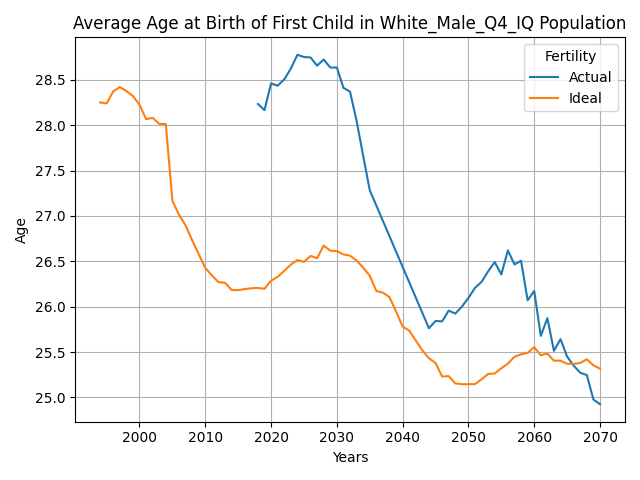 Average Age at Birth of First Child in White_Male_Q4_IQ Population
Fertility
Actual
Ideal
Age
28.5
28.0
27.5
27.0
26.5
26.0
25.5
25.0
2000 2010 2020 2030 2040 2050 2060 2070
Years